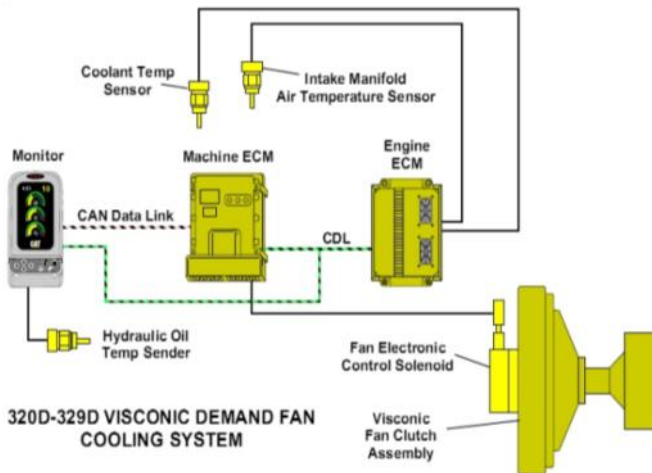 Coolant Temp
Sensor
Intake Manifold
Air Temperature Sensor
Monitor
Machine ECM
Engine
ECM
CAN Data Link
CDL
CAT
Hydraulic Oil
Temp Sender
Fan Electronic
Control Solenoid
Visconic
Fan Clutch
Assembly
320D-329D VISCONIC DEMAND FAN
COOLING SYSTEM